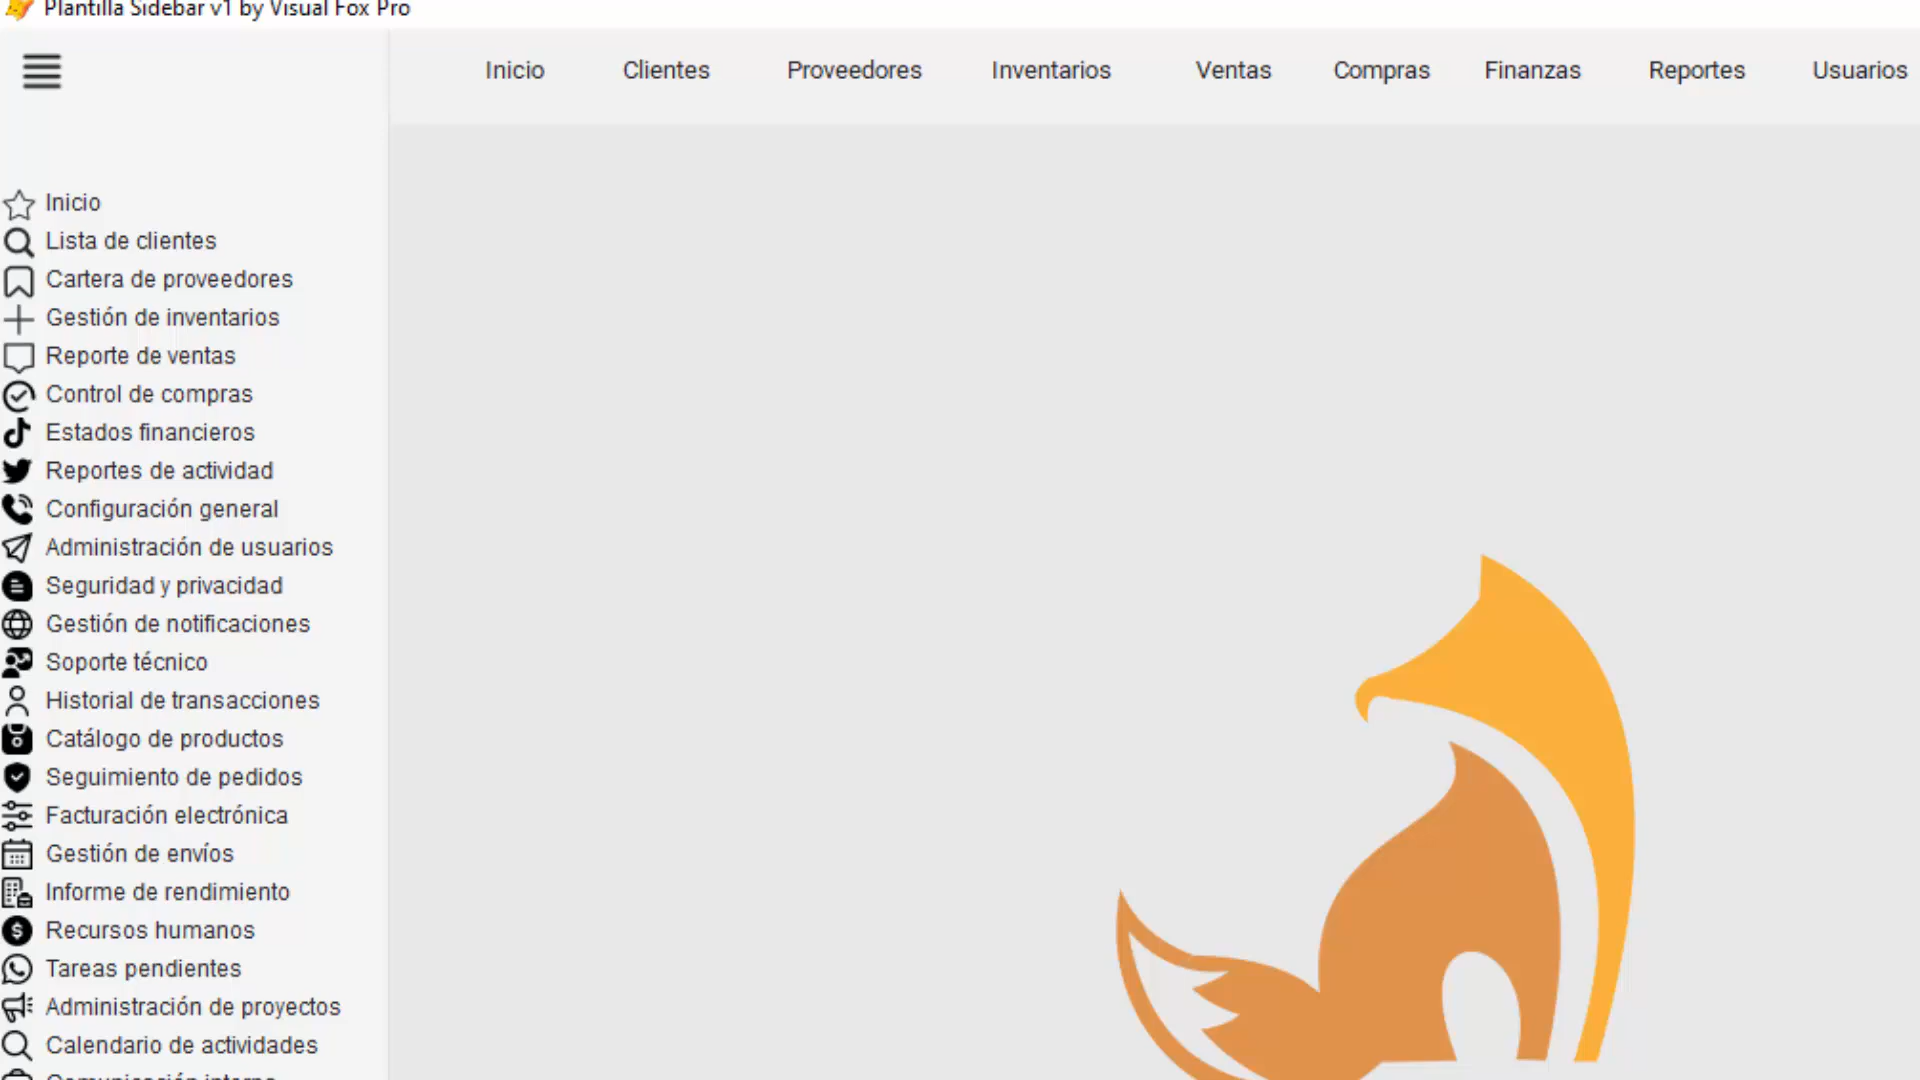 Plantilla Sidebar v1 by Visual Fox Pro
Inicio Clientes Proveedores Inventarios Ventas Compras Finanzas Reportes Usuarios
Inicio
Lista de clientes
Cartera de proveedores
Gestión de inventarios
Reporte de ventas
Control de compras
Estados financieros
Reportes de actividad
Configuración general
Administración de usuarios
Seguridad y privacidad
Gestión de notificaciones
Soporte técnico
Historial de transacciones
Catálogo de productos
Seguimiento de pedidos
Facturación electrónica
Gestión de envíos
Informe de rendimiento
Recursos humanos
Tareas pendientes
Administración de proyectos
Calendario de actividades
Comunicación interna